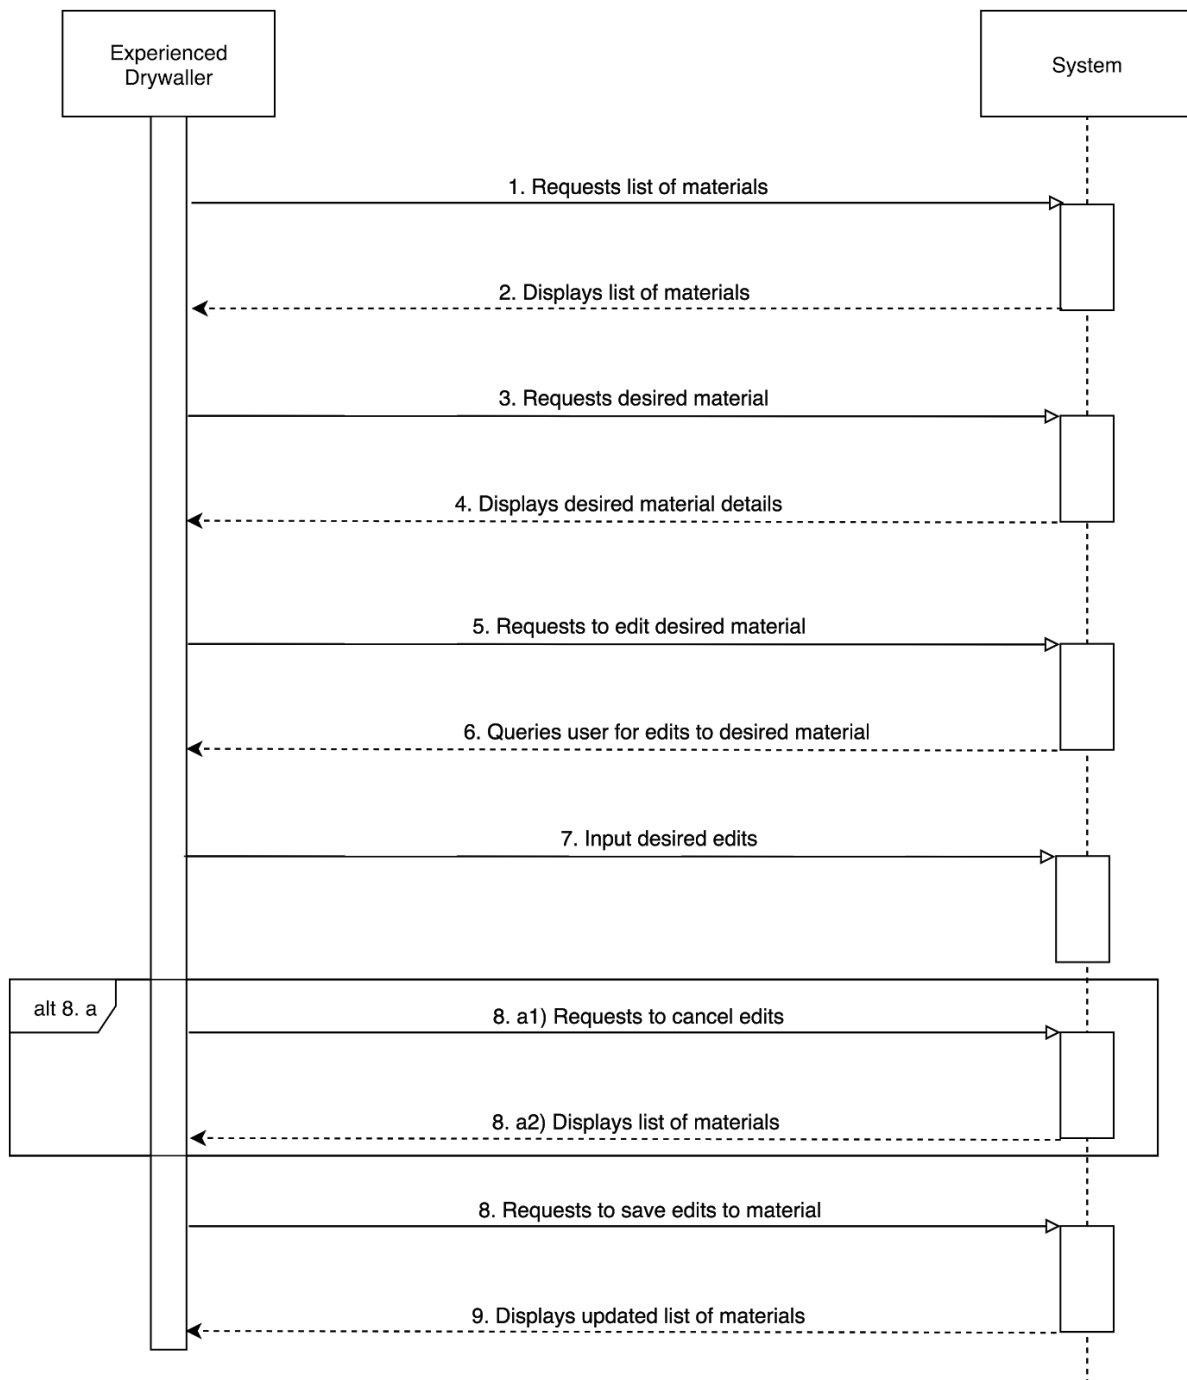 Experienced
Drywaller
System
1. Requests list of materials
2. Displays list of materials
3. Requests desired material
4. Displays desired material details
5. Requests to edit desired material
6. Queries user for edits to desired material
7. Input desired edits
alt 8. a
8. a1) Requests to cancel edits
8. a2) Displays list of materials
8. Requests to save edits to material
9. Displays updated list of materials